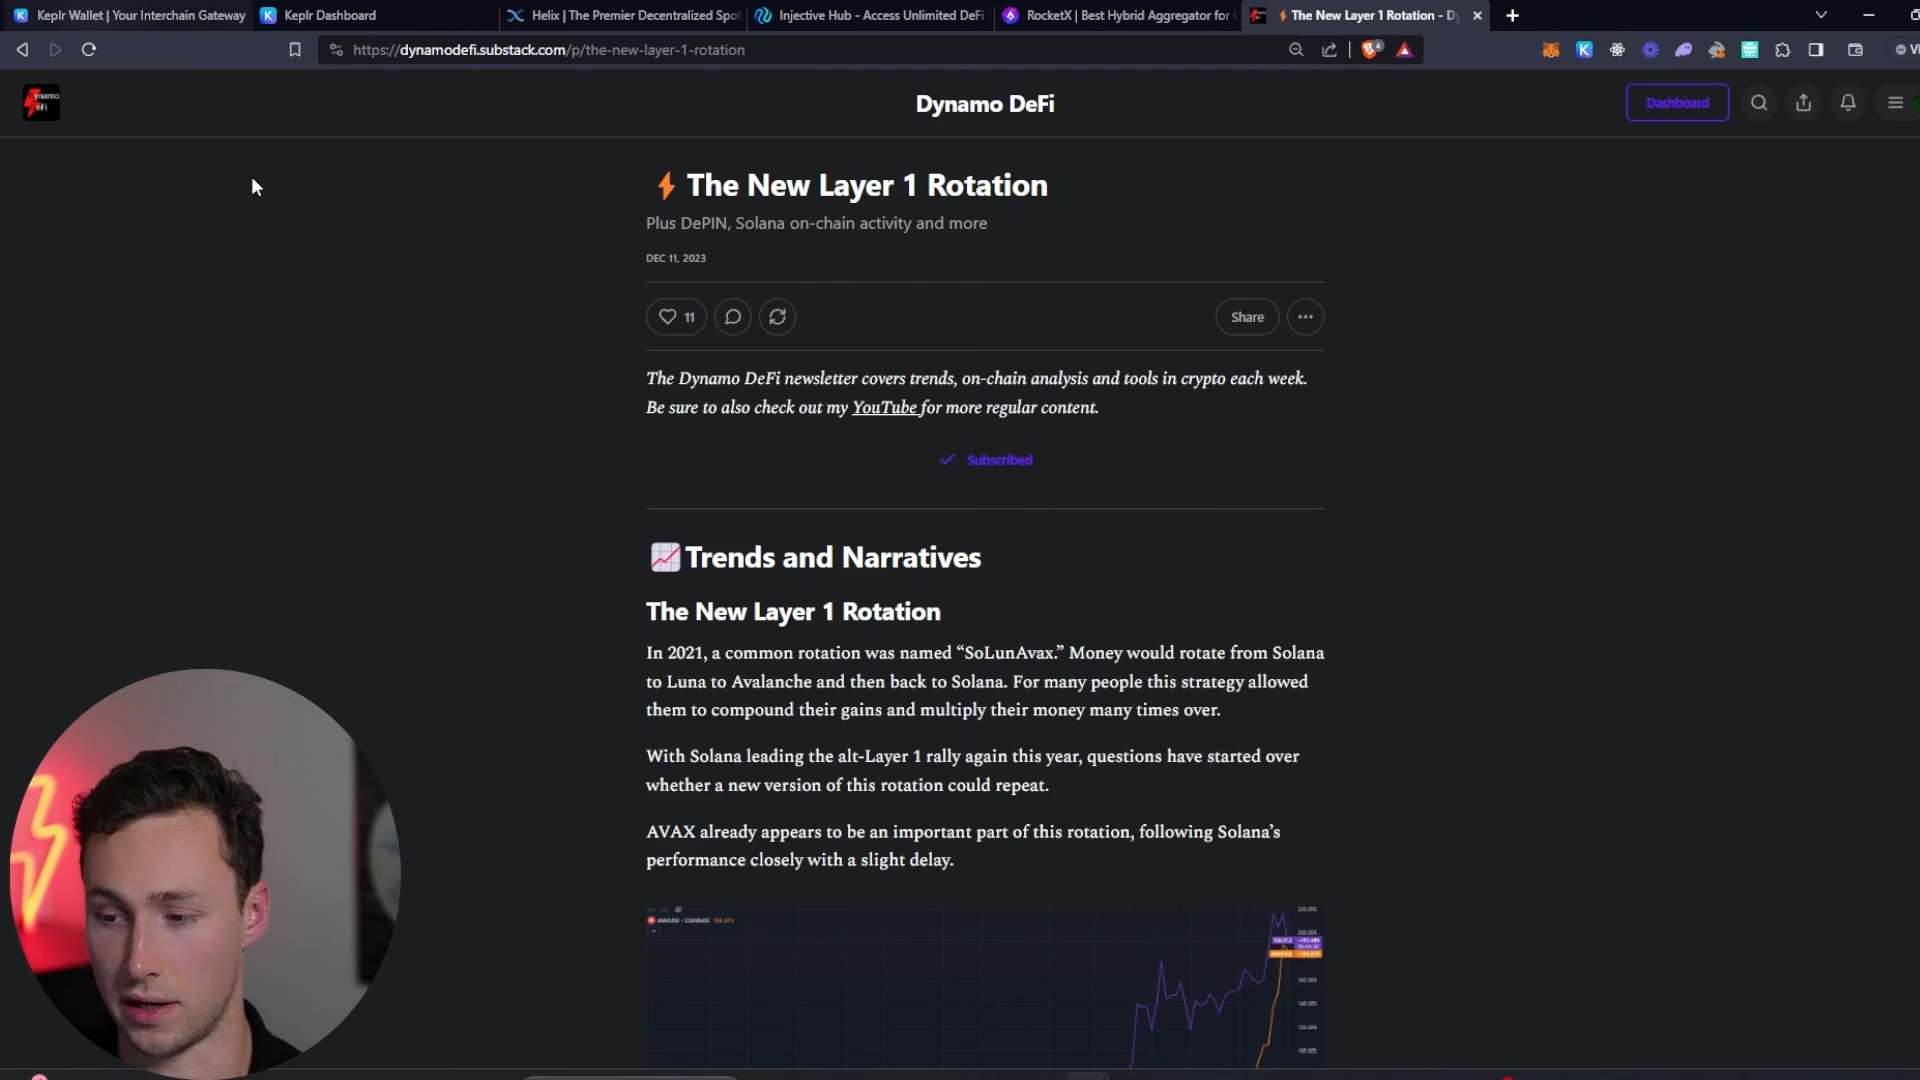 Keplr Wallet | Your Interchain Gateway
Keplr Dashboard
Helix | The Premier Decentralized Spot
Injective Hub - Access Unlimited DeFi
RocketX | Best Hybrid Aggregator for
The New Layer 1 Rotation - Dy
https://dynamodefi.substack.com/p/the-new-layer-1-rotation
4
Dynamo DeFi
Dashboard
⚡ The New Layer 1 Rotation
Plus DePIN, Solana on-chain activity and more
DEC 11, 2023
11
Share
The Dynamo DeFi newsletter covers trends, on-chain analysis and tools in crypto each week.
Be sure to also check out my YouTube for more regular content.
✓ Subscribed
📈 Trends and Narratives
The New Layer 1 Rotation
In 2021, a common rotation was named “SoLunAvax.” Money would rotate from Solana
to Luna to Avalanche and then back to Solana. For many people this strategy allowed
them to compound their gains and multiply their money many times over.
With Solana leading the alt-Layer 1 rally again this year, questions have started over
whether a new version of this rotation could repeat.
AVAX already appears to be an important part of this rotation, following Solana’s
performance closely with a slight delay.